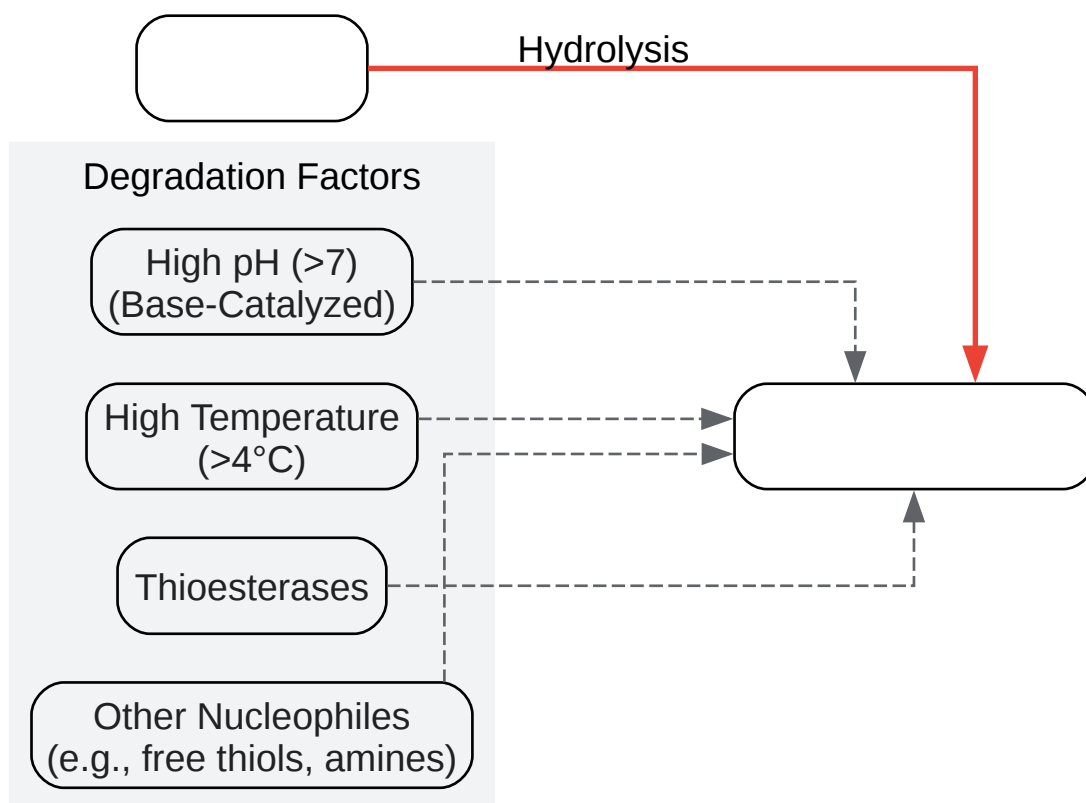 Hydrolysis
Degradation Factors
High pH (>7)
(Base-Catalyzed)
High Temperature
(>4°C)
Thioesterases
Other Nucleophiles
(e.g., free thiols, amines)